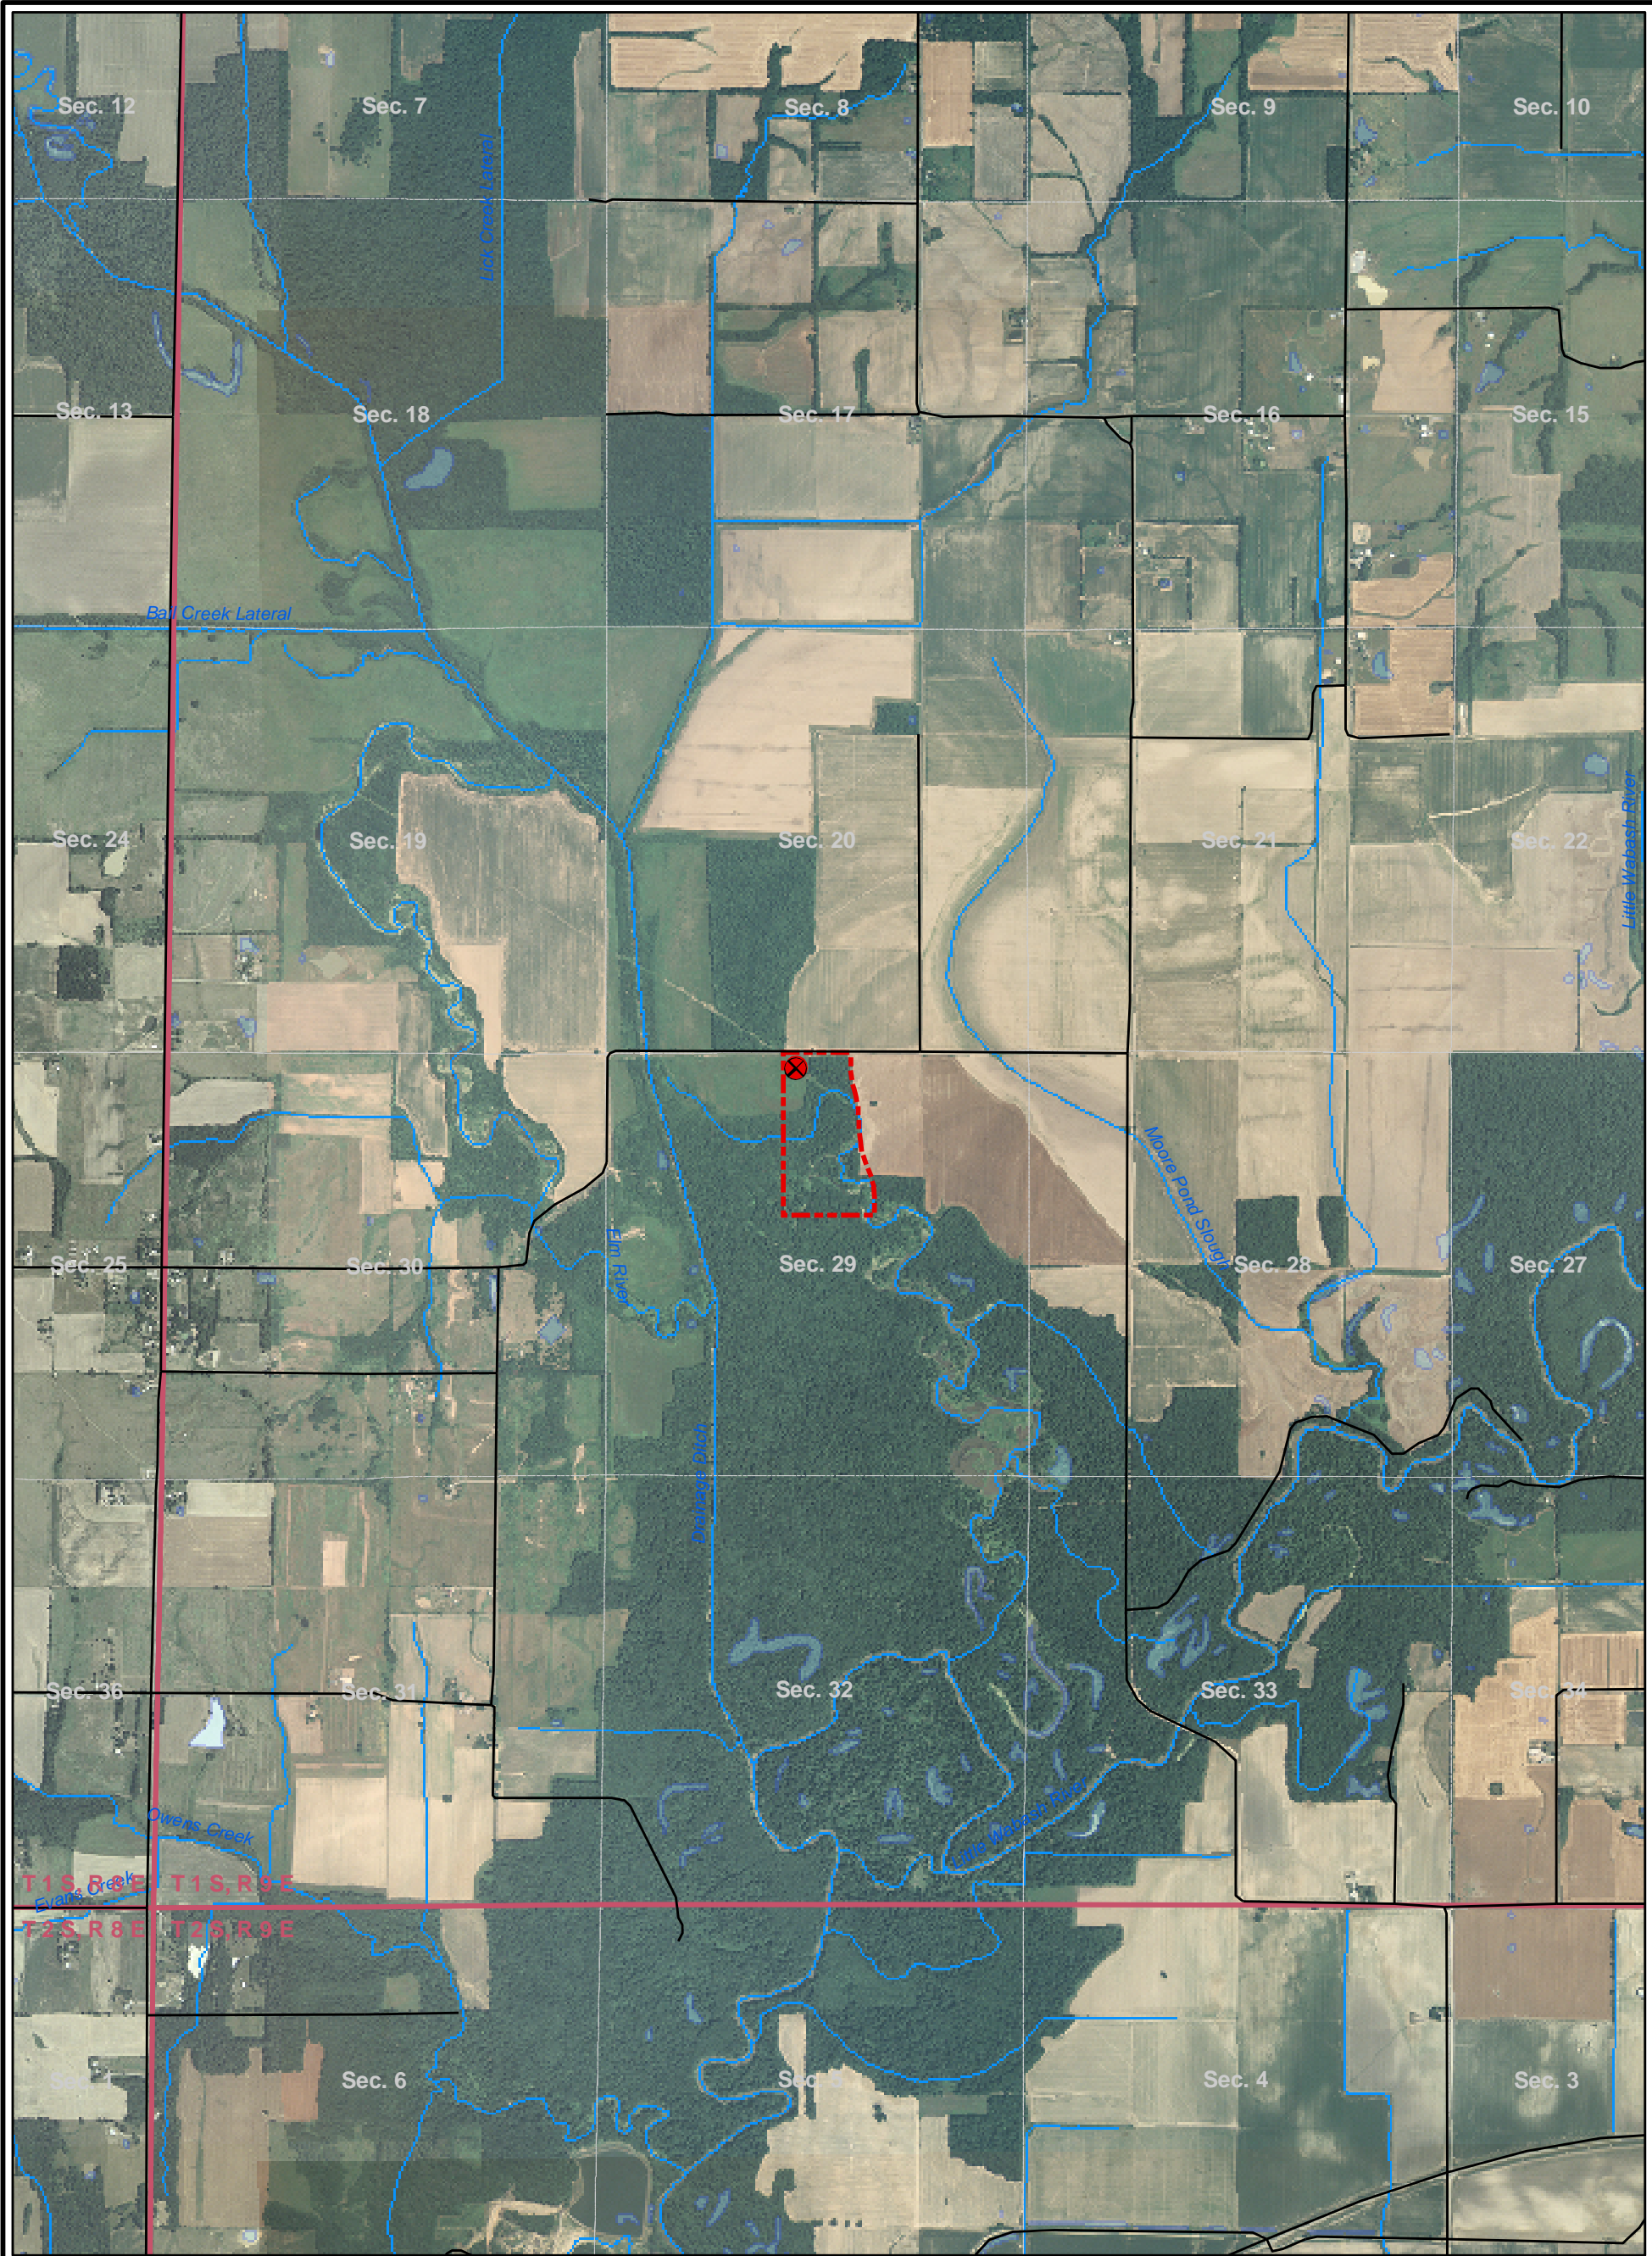 Sec. 12
Sec. 7
Sec. 8
Sec. 9
Sec. 10
Lick Creek Lateral
Sec. 13
Sec. 18
Sec. 17
Sec. 16
Sec. 15
Bail Creek Lateral
Sec. 24
Sec. 19
Sec. 20
Sec. 21
Sec. 22
Little Wabash River
Moore Pond Slough
Elm River
Sec. 25
Sec. 30
Sec. 29
Sec. 28
Sec. 27
Drainage Ditch
Sec. 36
Sec. 31
Sec. 32
Sec. 33
Sec. 34
Little Wabash River
Owens Creek
Evans Creek
T 1 S, R 8 E
T 1 S, R 9 E
T 2 S, R 8 E
T 2 S, R 9 E
Sec. 6
Sec. 4
Sec. 3